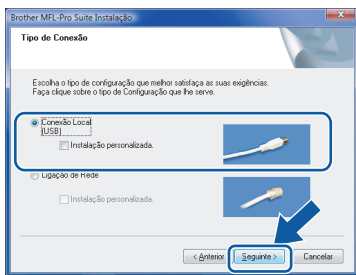 Brother MFL-Pro Suite Instalação
Tipo de Conexão
Escolha o tipo de configuração que melhor satisfaça as suas exigências.
Faça clique sobre o tipo de Configuração que lhe serve.
Conexão Local
(USB)
Instalação personalizada.
Ligação de Rede
Instalação personalizada.
< Anterior
Seguinte >
Cancelar